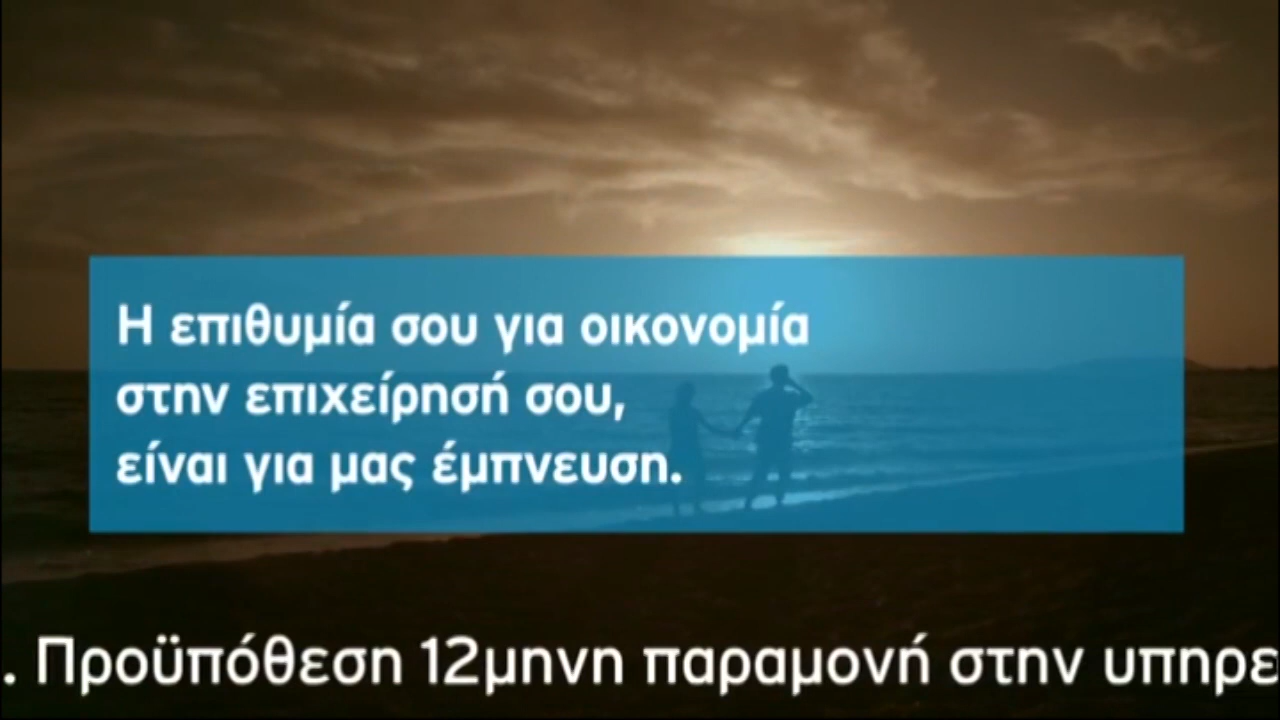 Η επιθυμία σου για οικονομία
στην επιχείρησή σου,
είναι για μας έμπνευση.
. Προϋπόθεση 12μηνη παραμονή στην υπηρε